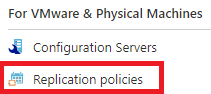 For VMware & Physical Machines
Configuration Servers
Replication policies